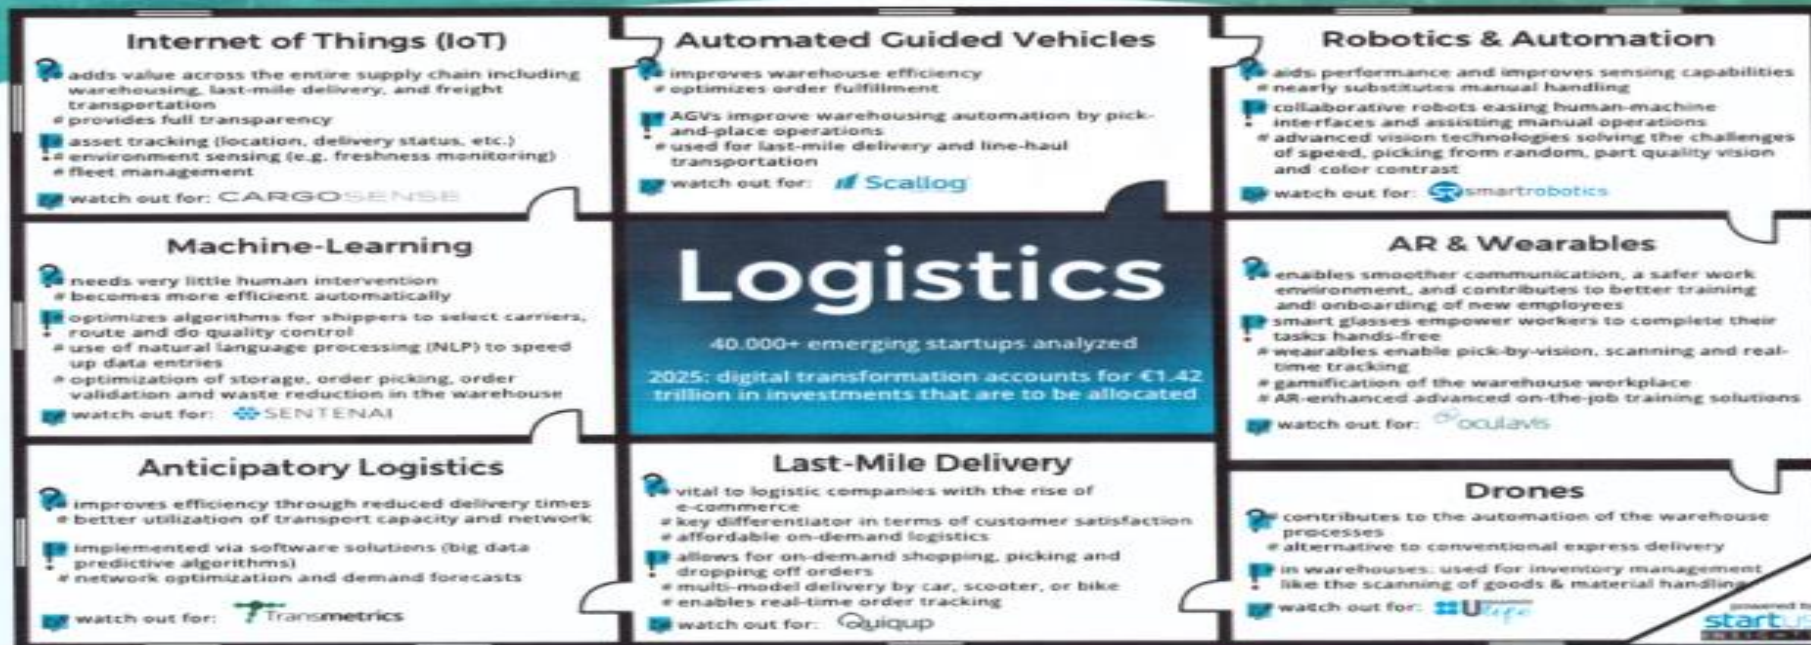 Internet of Things (IoT)
# adds value across the entire supply chain including
warehousing, last-mile delivery, and freight
transportation
# provides full transparency
# asset tracking (location, delivery status, etc.)
# environment sensing (e.g. freshness monitoring)
# fleet management
watch out for: CARGOSENSE
Automated Guided Vehicles
# improves warehouse efficiency
# optimizes order fulfillment
# AGVs improve warehousing automation by pick-
and-place operations
# used for last-mile delivery and line-haul
transportation
watch out for: Scallog
Robotics & Automation
# aids performance and improves sensing capabilities
# nearly substitutes manual handling
# collaborative robots easing human-machine
interfaces and assisting manual operations
# advanced vision technologies solving the challenges
of speed, picking from random, part quality vision
and color contrast
watch out for: SR smartrobotics
Machine-Learning
# needs very little human intervention
# becomes more efficient automatically
# optimizes algorithms for shippers to select carriers,
route and do quality control
# use of natural language processing (NLP) to speed
up data entries
# optimization of storage, order picking, order
validation and waste reduction in the warehouse
watch out for: SENTENAI
Logistics
40.000+ emerging startups analyzed
2025: digital transformation accounts for €1.42
trillion in investments that are to be allocated
AR & Wearables
# enables smoother communication, a safer work
environment, and contributes to better training
and onboarding of new employees
# smart glasses empower workers to complete their
tasks hands-free
# wearables enable pick-by-vision, scanning and real-
time tracking
# gamification of the warehouse workplace
# AR-enhanced advanced on-the-job training solutions
watch out for: oculavis
Anticipatory Logistics
# improves efficiency through reduced delivery times
# better utilization of transport capacity and network
# implemented via software solutions (big data
predictive algorithms)
# network optimization and demand forecasts
watch out for: Transmetrics
Last-Mile Delivery
# vital to logistic companies with the rise of
e-commerce
# key differentiator in terms of customer satisfaction
# affordable on-demand logistics
# allows for on-demand shopping, picking and
dropping off orders
# multi-model delivery by car, scooter, or bike
# enables real-time order tracking
watch out for: Quiqup
Drones
# contributes to the automation of the warehouse
processes
# alternative to conventional express delivery
# in warehouses: used for inventory management
like the scanning of goods & material handling
watch out for: U life
powered by
startus
INSIGHTS